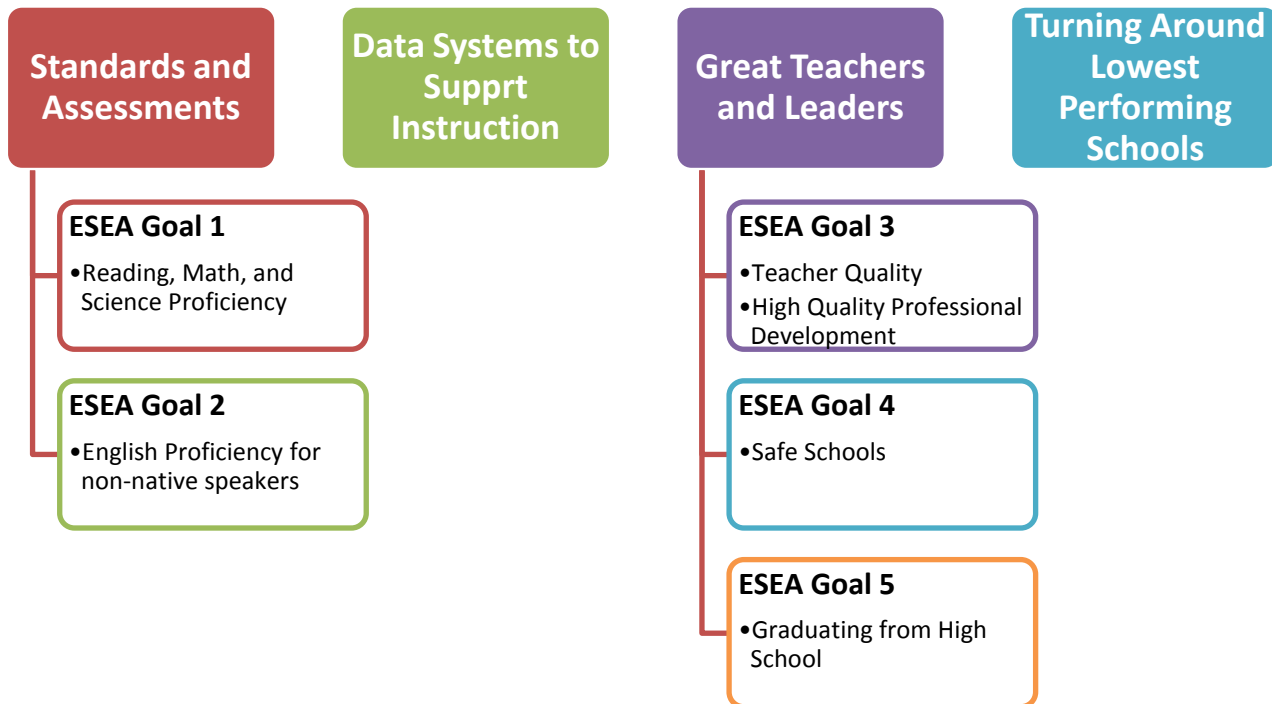 Standards and
Assessments
Data Systems to
Supprt
Instruction
Great Teachers
and Leaders
Turning Around
Lowest
Performing
Schools
ESEA Goal 1
•Reading, Math, and
Science Proficiency
ESEA Goal 2
•English Proficiency for
non-native speakers
ESEA Goal 3
•Teacher Quality
•High Quality Professional
Development
ESEA Goal 4
•Safe Schools
ESEA Goal 5
•Graduating from High
School